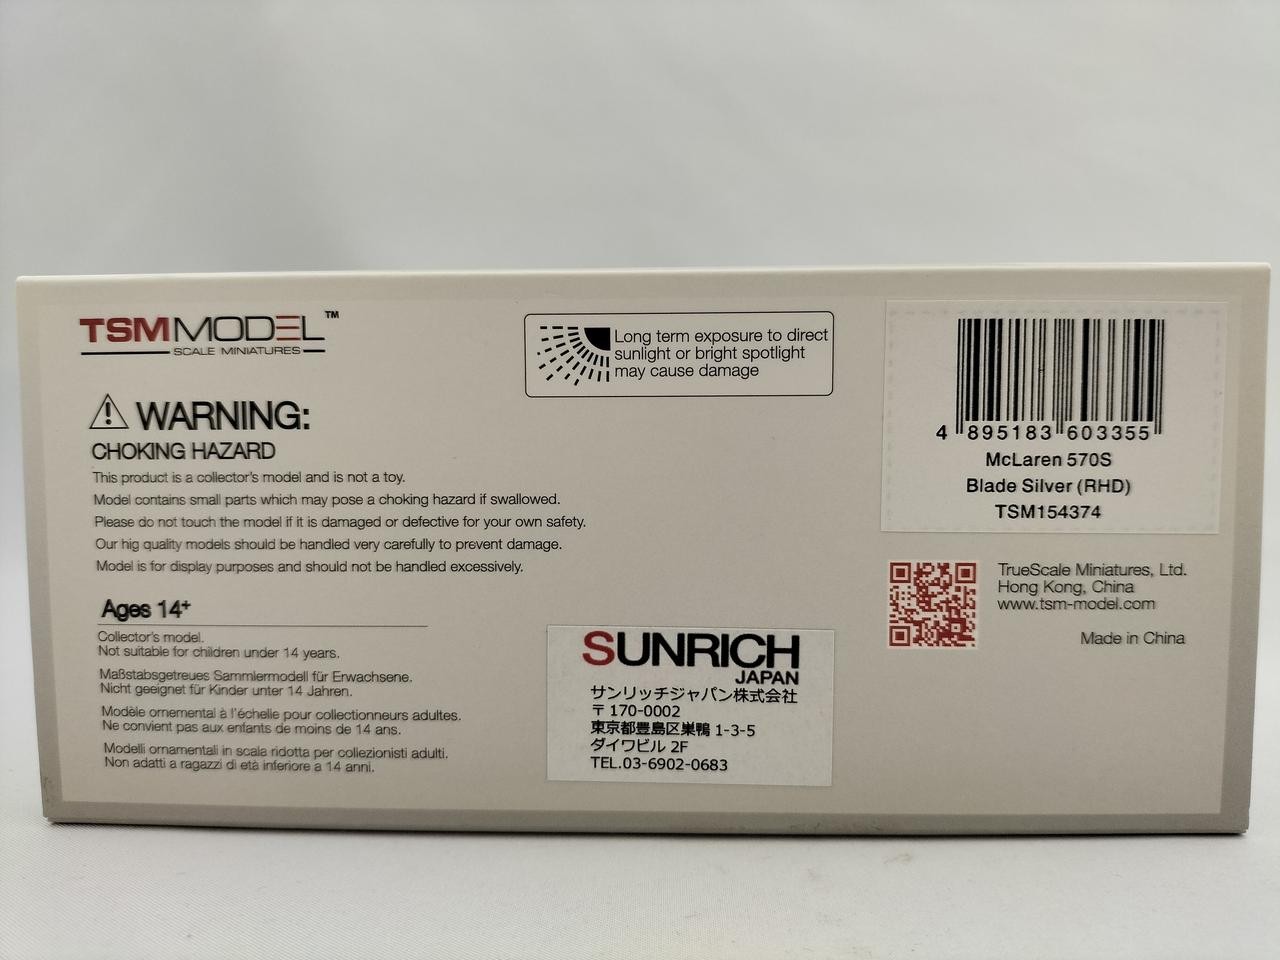 TSMMODEL™
SCALE MINIATURES
WARNING:
CHOKING HAZARD
This product is a collector's model and is not a toy.
Model contains small parts which may pose a choking hazard if swallowed.
Please do not touch the model if it is damaged or defective for your own safety.
Our hig quality models should be handled very carefully to prevent damage.
Model is for display purposes and should not be handled excessively.
Ages 14+
Collector's model.
Not suitable for children under 14 years.
Maßstabsgetreues Sammlermodell für Erwachsene.
Nicht geeignet für Kinder unter 14 Jahren.
Modèle ornemental à l'échelle pour collectionneurs adultes.
Ne convient pas aux enfants de moins de 14 ans.
Modelli ornamentali in scala ridotta per collezionisti adulti.
Non adatti a ragazzi di età inferiore a 14 anni.
Long term exposure to direct
sunlight or bright spotlight
may cause damage
SUNRICH
JAPAN
サンリッチジャパン株式会社
〒170-0002
東京都豊島区巣鴨 1-3-5
ダイワビル 2F
TEL.03-6902-0683
4 895183 603355
McLaren 570S
Blade Silver (RHD)
TSM154374
TrueScale Miniatures, Ltd.
Hong Kong, China
www.tsm-model.com
Made in China